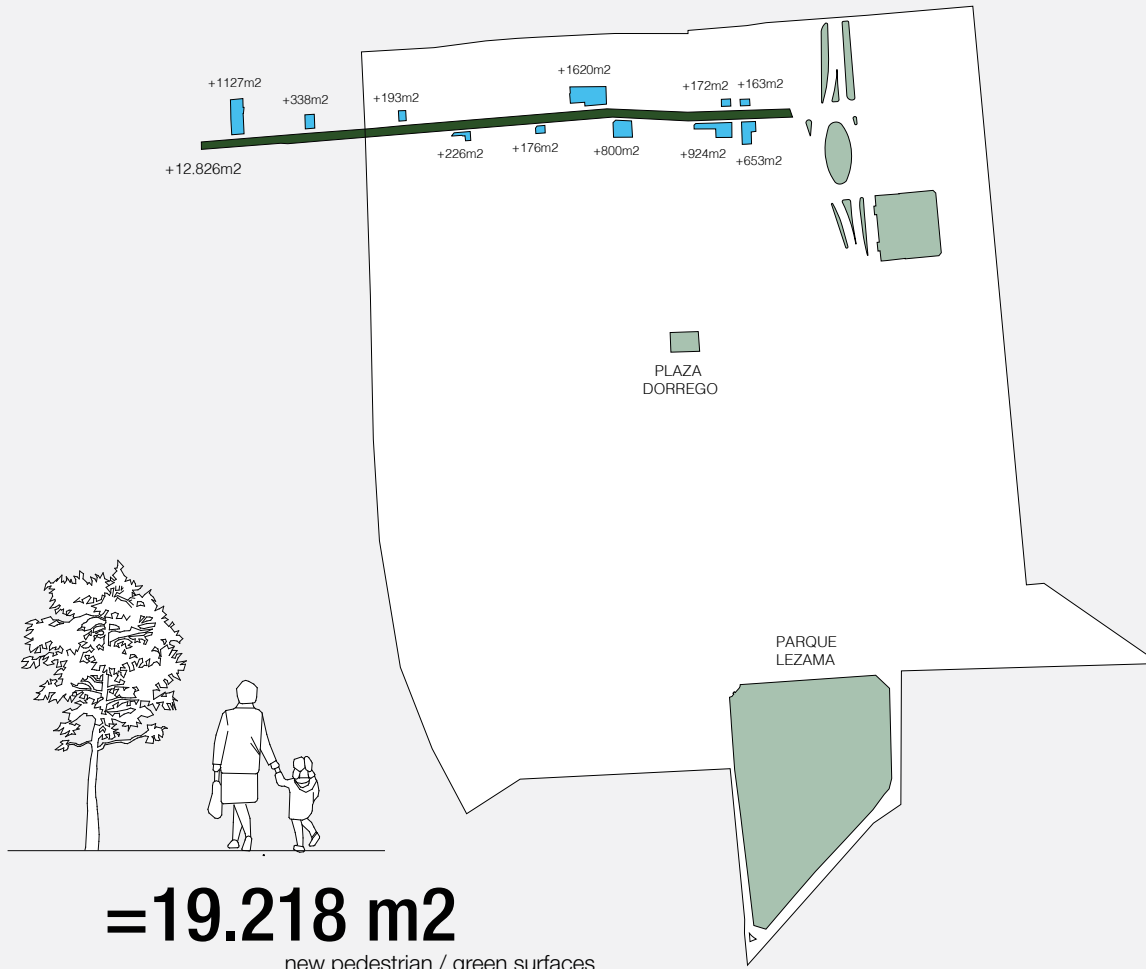 +1620m2
+1127m2
+172m2
+163m2
+338m2
+193m2
+226m2
+176m2
+800m2
+924m2
+653m2
+12.826m2
PLAZA
DORREGO
PARQUE
LEZAMA
=19.218 m2
new pedestrian / green surfaces